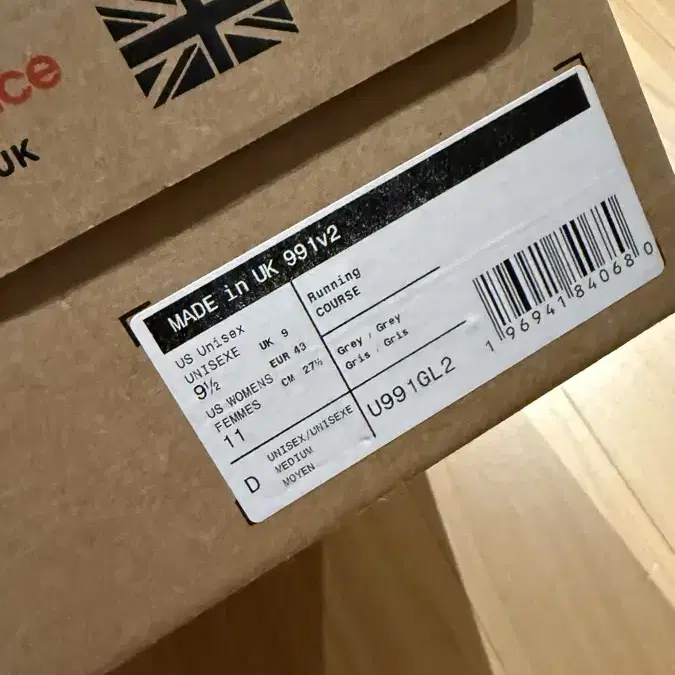 ce
UK
MADE in UK 991v2
US Unisex
UNISEXE
9½
UK 9
EUR 43
CM 27½
US WOMENS
FEMMES
11
D
UNISEX/UNISEXE
MEDIUM
MOYEN
Running
COURSE
Grey / Grey
Gris / Gris
U991GL2
1 96941 84068 0